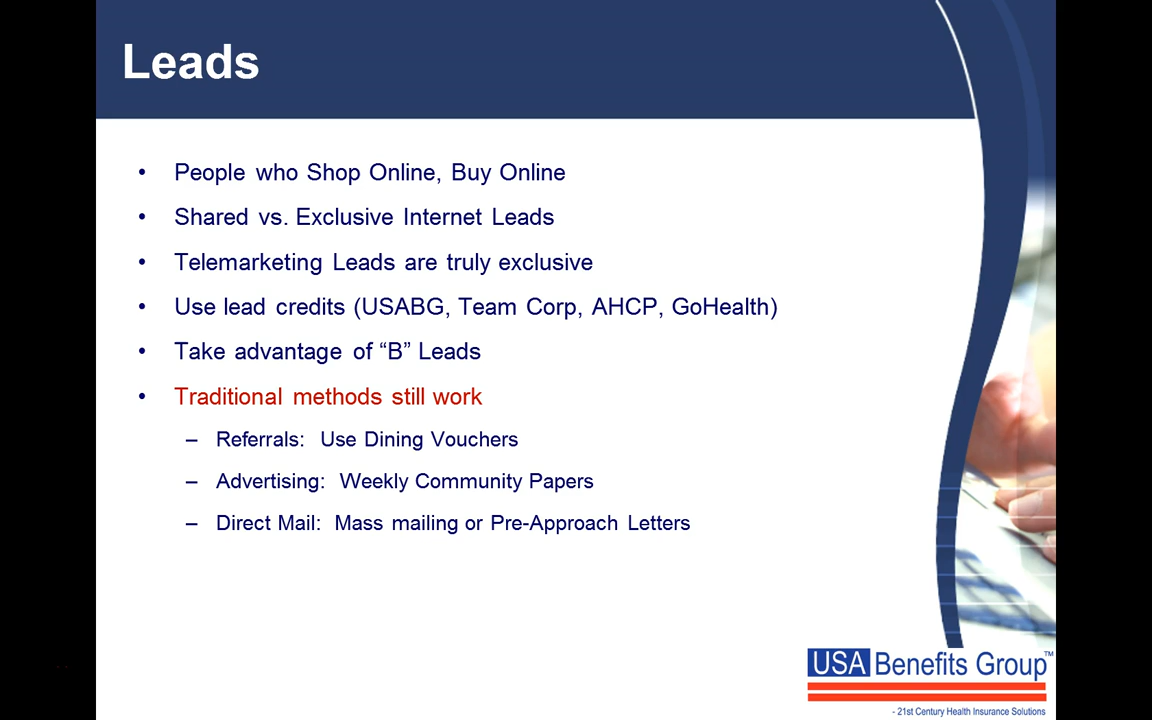 Leads
• People who Shop Online, Buy Online
• Shared vs. Exclusive Internet Leads
• Telemarketing Leads are truly exclusive
• Use lead credits (USABG, Team Corp, AHCP, GoHealth)
• Take advantage of “B” Leads
• Traditional methods still work
– Referrals: Use Dining Vouchers
– Advertising: Weekly Community Papers
– Direct Mail: Mass mailing or Pre-Approach Letters
USA Benefits Group™
- 21st Century Health Insurance Solutions